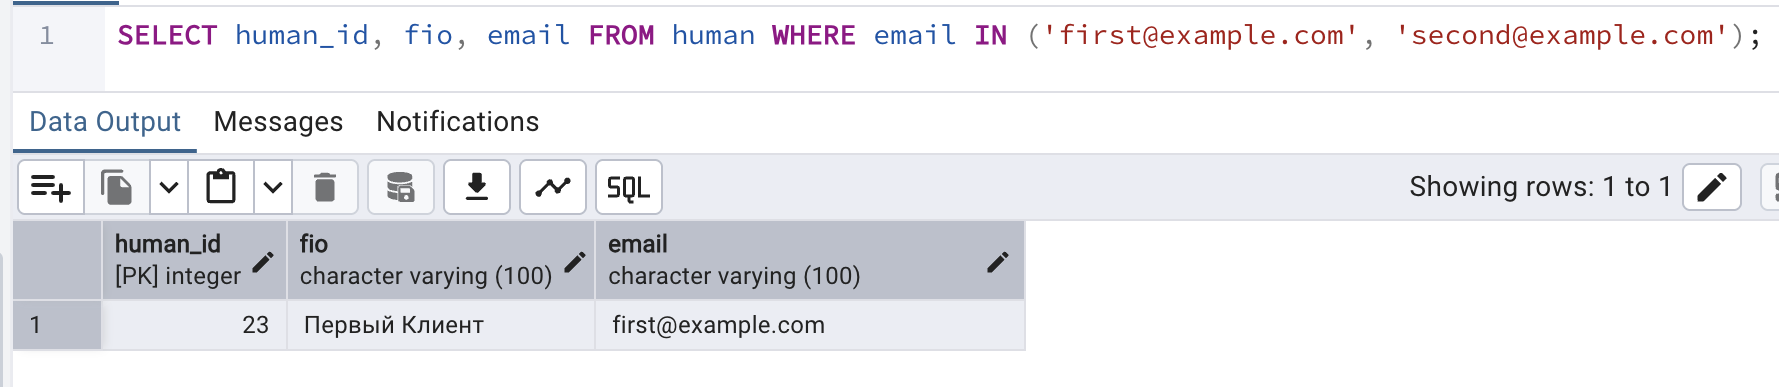 1 SELECT human_id, fio, email FROM human WHERE email IN ('first@example.com', 'second@example.com');
Data Output Messages Notifications
SQL Showing rows: 1 to 1
human_id fio email
[PK] integer character varying (100) character varying (100)
1 23 Первый Клиент first@example.com